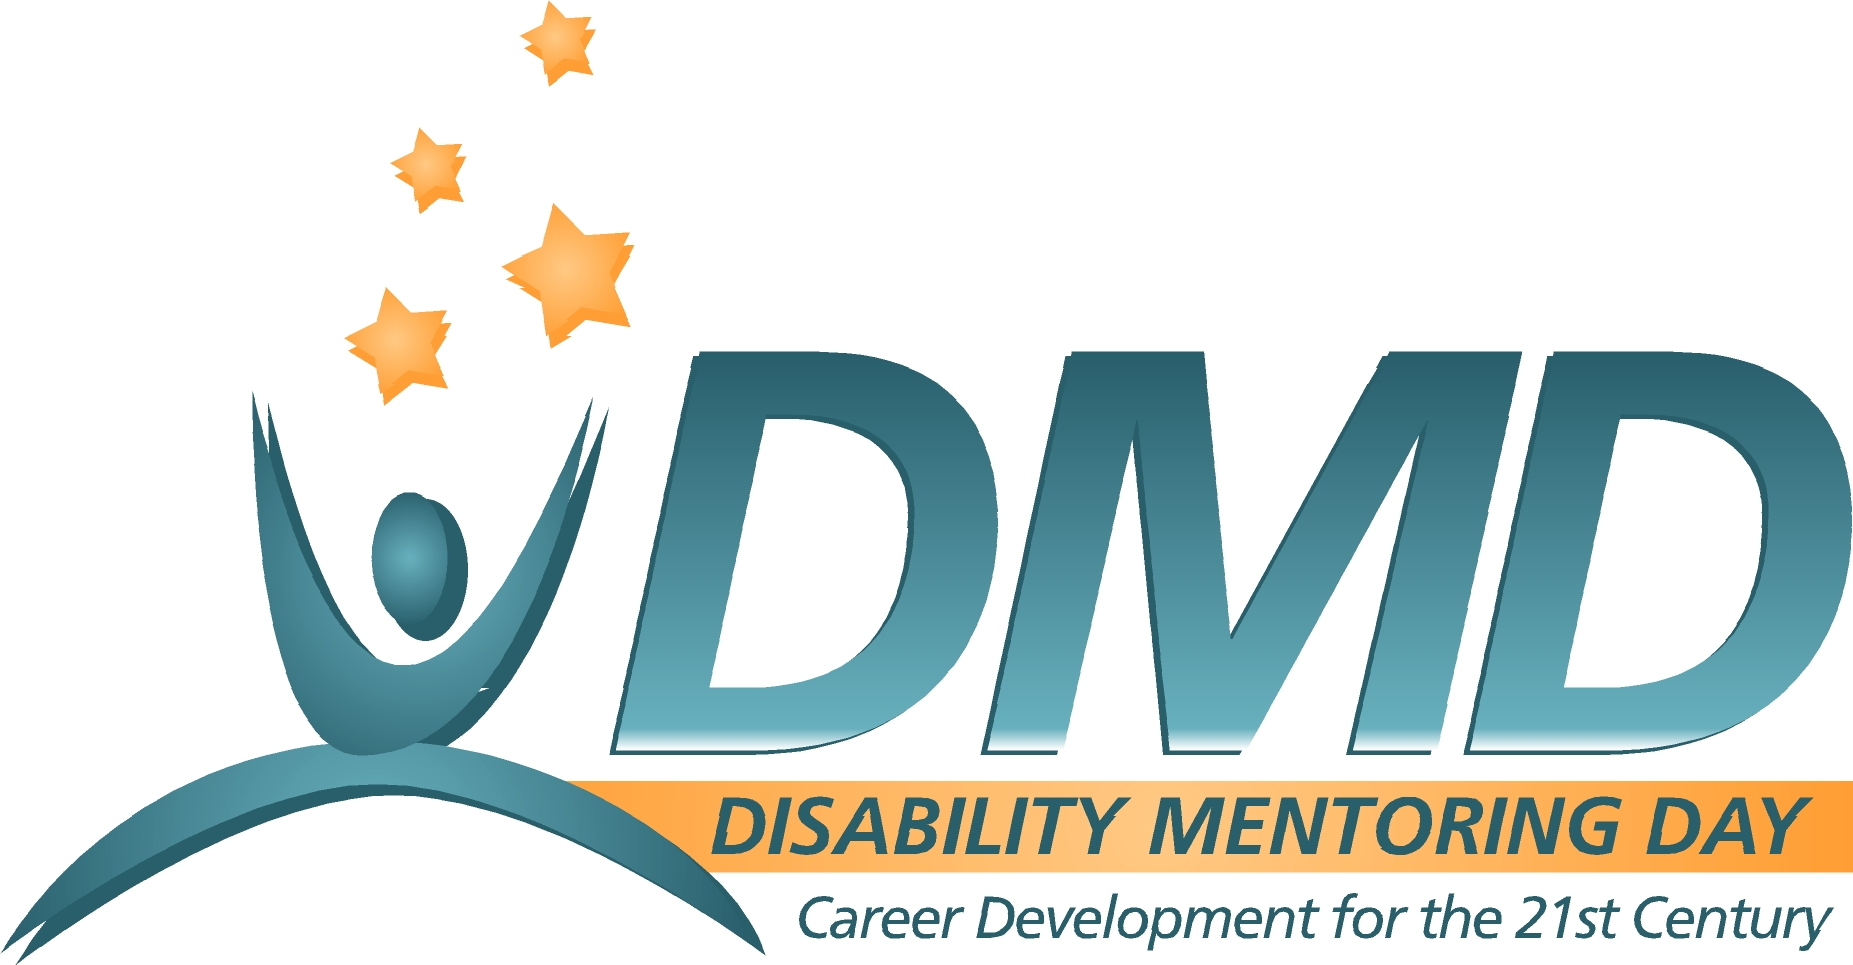 DMD
DISABILITY MENTORING DAY
Career Development for the 21st Century